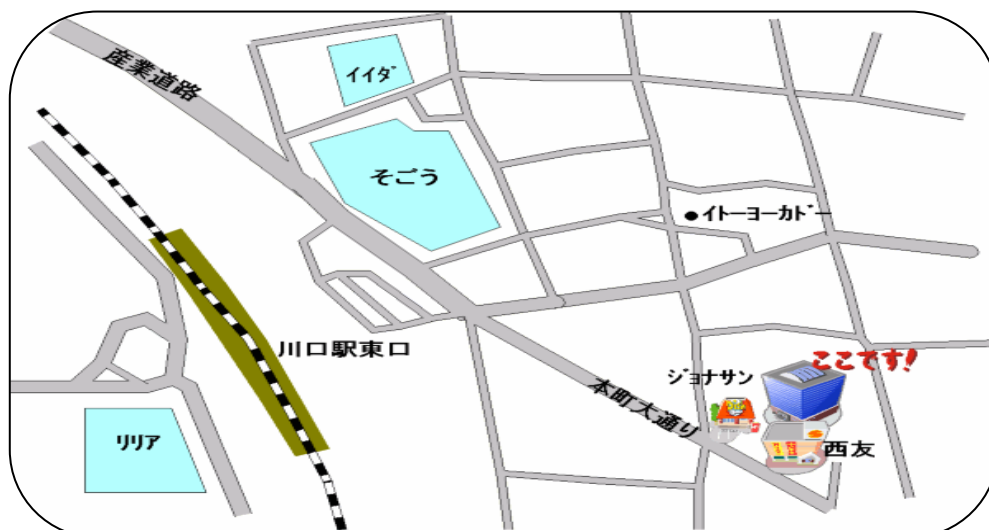 産業道路
イイダ
そごう
イトーヨーカドー
川口駅東口
ここです!
ジョナサン
本町大通り
西友
リリア